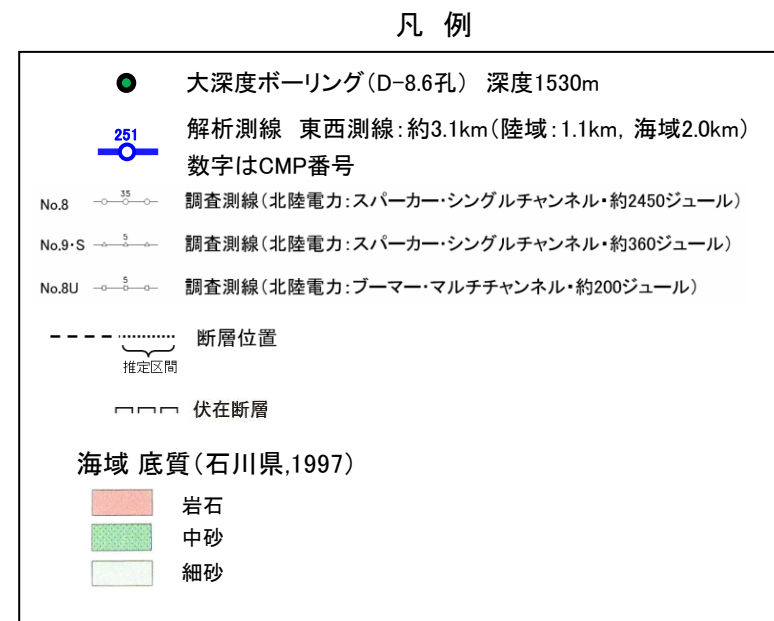 凡 例
大深度ボーリング（D-8.6孔） 深度1530m
251
解析測線 東西測線：約3.1km（陸域：1.1km, 海域2.0km）
数字はCMP番号
No.8 35 調査測線（北陸電力：スパーカー・シングルチャンネル・約2450ジュール）
No.9・S 5 調査測線（北陸電力：スパーカー・シングルチャンネル・約360ジュール）
No.8U 5 調査測線（北陸電力：ブーマー・マルチチャンネル・約200ジュール）
断層位置
推定区間
伏在断層
海域 底質（石川県,1997）
岩石
中砂
細砂